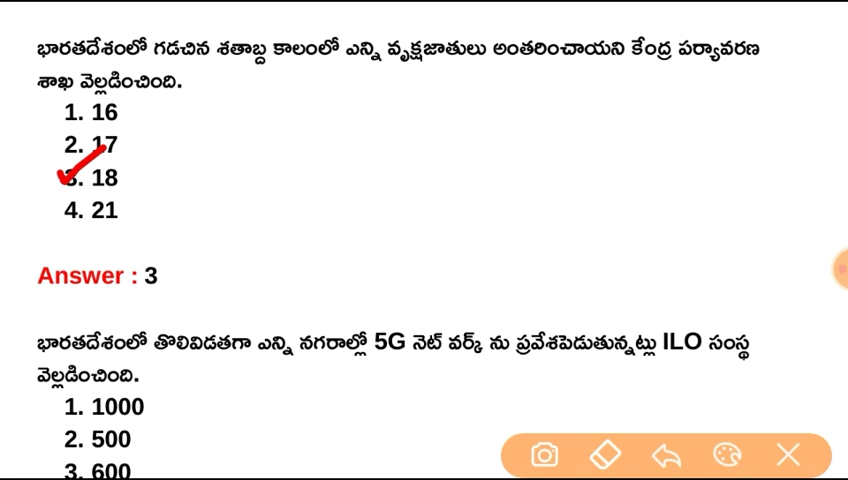 భారతదేశంలో గడచిన శతాబ్ద కాలంలో ఎన్ని వృక్షజాతులు అంతరించాయని కేంద్ర పర్యావరణ
శాఖ వెల్లడించింది.
1. 16
2. 17
3. 18
4. 21
Answer : 3
భారతదేశంలో తొలివిడతగా ఎన్ని నగరాల్లో 5G నెట్ వర్క్ ను ప్రవేశపెడుతున్నట్లు ILO సంస్థ
వెల్లడించింది.
1. 1000
2. 500
3. 600